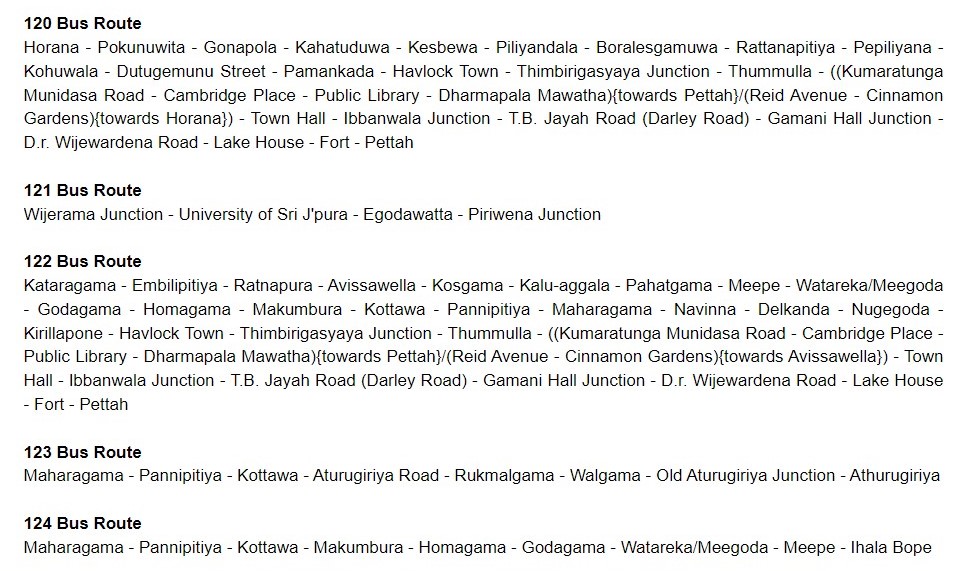 120 Bus Route
Horana - Pokunuwita - Gonapola - Kahatuduwa - Kesbewa - Piliyandala - Boralesgamuwa - Rattanapitiya - Pepiliyana -
Kohuwala - Dutugemunu Street - Pamankada - Havlock Town - Thimbirigasyaya Junction - Thummulla - ((Kumaratunga
Munidasa Road - Cambridge Place - Public Library - Dharmapala Mawatha){towards Pettah}/(Reid Avenue - Cinnamon
Gardens){towards Horana}) - Town Hall - Ibbanwala Junction - T.B. Jayah Road (Darley Road) - Gamani Hall Junction -
D.r. Wijewardena Road - Lake House - Fort - Pettah
121 Bus Route
Wijerama Junction - University of Sri J'pura - Egodawatta - Piriwena Junction
122 Bus Route
Kataragama - Embilipitiya - Ratnapura - Avissawella - Kosgama - Kalu-aggala - Pahatgama - Meepe - Watareka/Meegoda
- Godagama - Homagama - Makumbura - Kottawa - Pannipitiya - Maharagama - Navinna - Delkanda - Nugegoda -
Kirillapone - Havlock Town - Thimbirigasyaya Junction - Thummulla - ((Kumaratunga Munidasa Road - Cambridge Place -
Public Library - Dharmapala Mawatha){towards Pettah}/(Reid Avenue - Cinnamon Gardens){towards Avissawella}) - Town
Hall - Ibbanwala Junction - T.B. Jayah Road (Darley Road) - Gamani Hall Junction - D.r. Wijewardena Road - Lake House
- Fort - Pettah
123 Bus Route
Maharagama - Pannipitiya - Kottawa - Aturugiriya Road - Rukmalgama - Walgama - Old Aturugiriya Junction - Athurugiriya
124 Bus Route
Maharagama - Pannipitiya - Kottawa - Makumbura - Homagama - Godagama - Watareka/Meegoda - Meepe - Ihala Bope